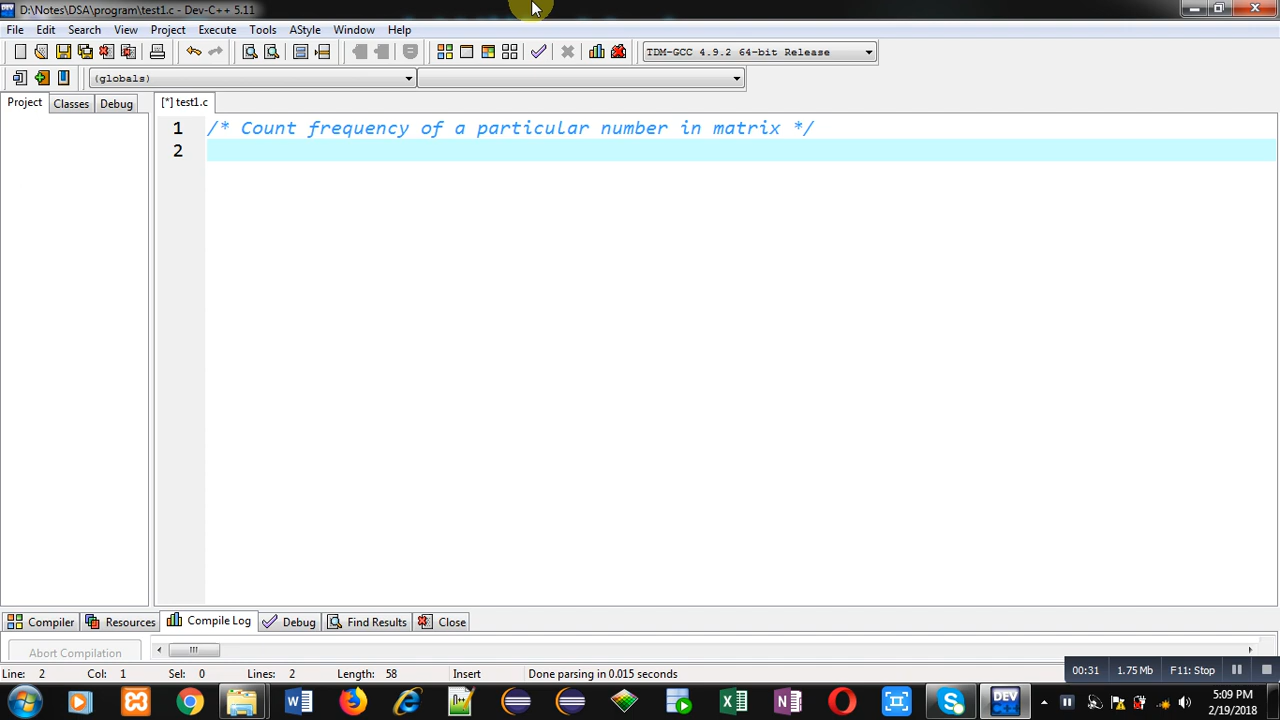 D:\Notes\DSA\program\test1.c - Dev-C++ 5.11
File Edit Search View Project Execute Tools AStyle Window Help
TDM-GCC 4.9.2 64-bit Release
(globals)
Project Classes Debug [*] test1.c
1 /* Count frequency of a particular number in matrix */
2
Compiler Resources Compile Log Debug Find Results Close
Abort Compilation
Line: 2 Col: 1 Sel: 0 Lines: 2 Length: 58 Insert Done parsing in 0.015 seconds
00:31 1.75 Mb F11: Stop
DEV
5:09 PM
2/19/2018